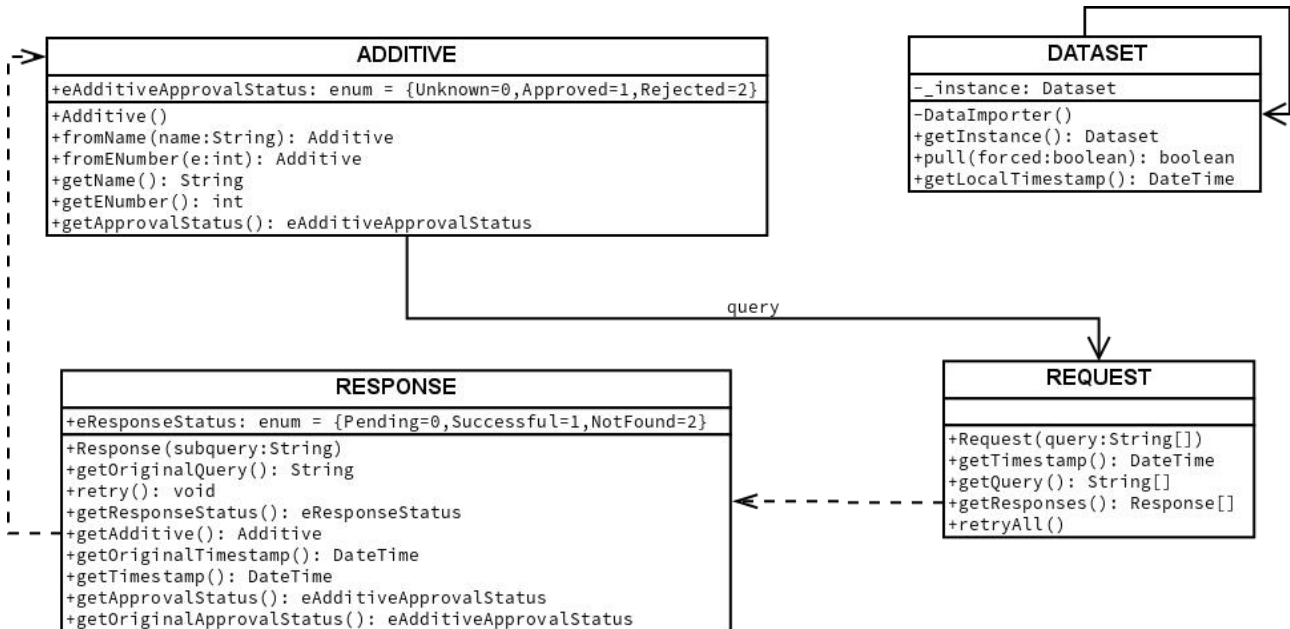 ADDITIVE
+eAdditiveApprovalStatus: enum = {Unknown=0,Approved=1,Rejected=2}
+Additive()
+fromName(name:String): Additive
+fromENumber(e:int): Additive
+getName(): String
+getENumber(): int
+getApprovalStatus(): eAdditiveApprovalStatus
DATASET
-_instance: Dataset
-DataImporter()
+getInstance(): Dataset
+pull(forced:boolean): boolean
+getLocalTimestamp(): DateTime
query
RESPONSE
+eResponseStatus: enum = {Pending=0,Successful=1,NotFound=2}
+Response(subquery:String)
+getOriginalQuery(): String
+retry(): void
+getResponseStatus(): eResponseStatus
+getAdditive(): Additive
+getOriginalTimestamp(): DateTime
+getTimestamp(): DateTime
+getApprovalStatus(): eAdditiveApprovalStatus
+getOriginalApprovalStatus(): eAdditiveApprovalStatus
REQUEST
+Request(query:String[])
+getTimestamp(): DateTime
+getQuery(): String[]
+getResponses(): Response[]
+retryAll()